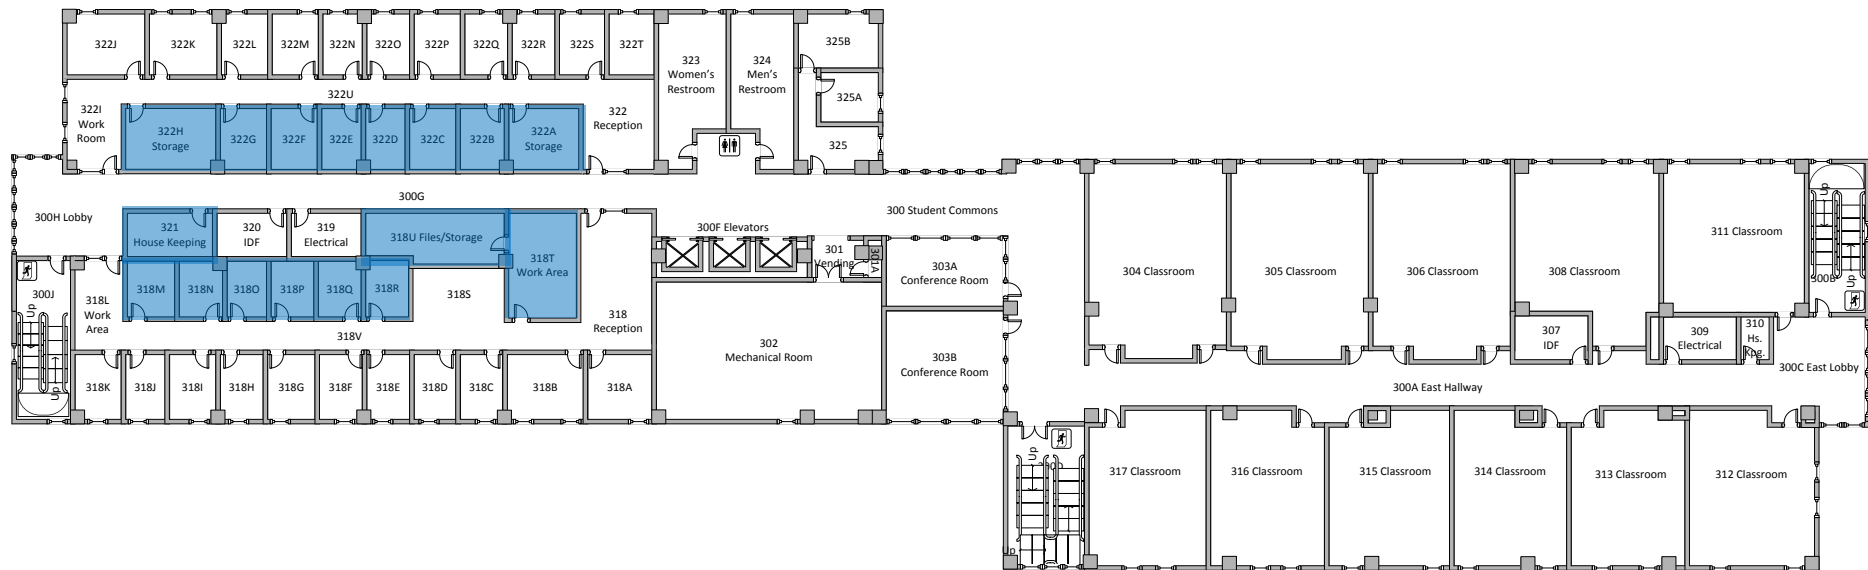 322J
322K
322L
322M
322N
322O
322P
322Q
322R
322S
322T
323
Women's
Restroom
324
Men's
Restroom
325B
325A
325
322U
322I
Work
Room
322H
Storage
322G
322F
322E
322D
322C
322B
322A
Storage
322
Reception
300G
300H Lobby
300 Student Commons
321
House Keeping
320
IDF
319
Electrical
318U Files/Storage
318T
Work Area
300F Elevators
301
Vending
301A
303A
Conference Room
304 Classroom
305 Classroom
306 Classroom
308 Classroom
311 Classroom
Up
300B
Up
300J
Up
Up
318L
Work
Area
318M
318N
318O
318P
318Q
318R
318S
318
Reception
318V
302
Mechanical Room
303B
Conference Room
307
IDF
309
Electrical
310
Hs.
Kpg.
300C East Lobby
300A East Hallway
318K
318J
318I
318H
318G
318F
318E
318D
318C
318B
318A
Up
Up
317 Classroom
316 Classroom
315 Classroom
314 Classroom
313 Classroom
312 Classroom